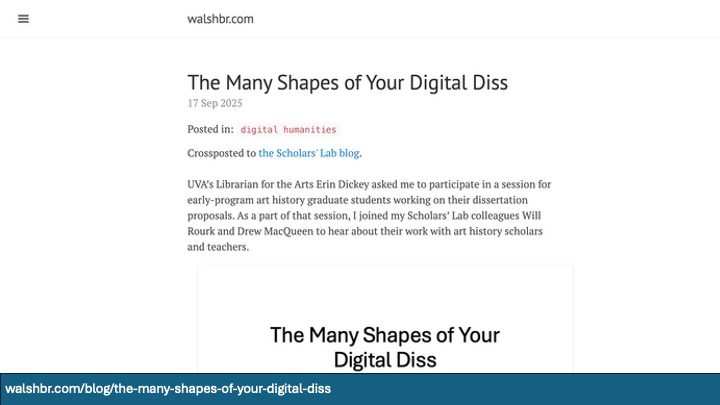 walshbr.com
The Many Shapes of Your Digital Diss
17 Sep 2025
Posted in: digital humanities
Crossposted to the Scholars' Lab blog.
UVA's Librarian for the Arts Erin Dickey asked me to participate in a session for
early-program art history graduate students working on their dissertation
proposals. As a part of that session, I joined my Scholars' Lab colleagues Will
Rourk and Drew MacQueen to hear about their work with art history scholars
and teachers.
The Many Shapes of Your
Digital Diss
walshbr.com/blog/the-many-shapes-of-your-digital-diss